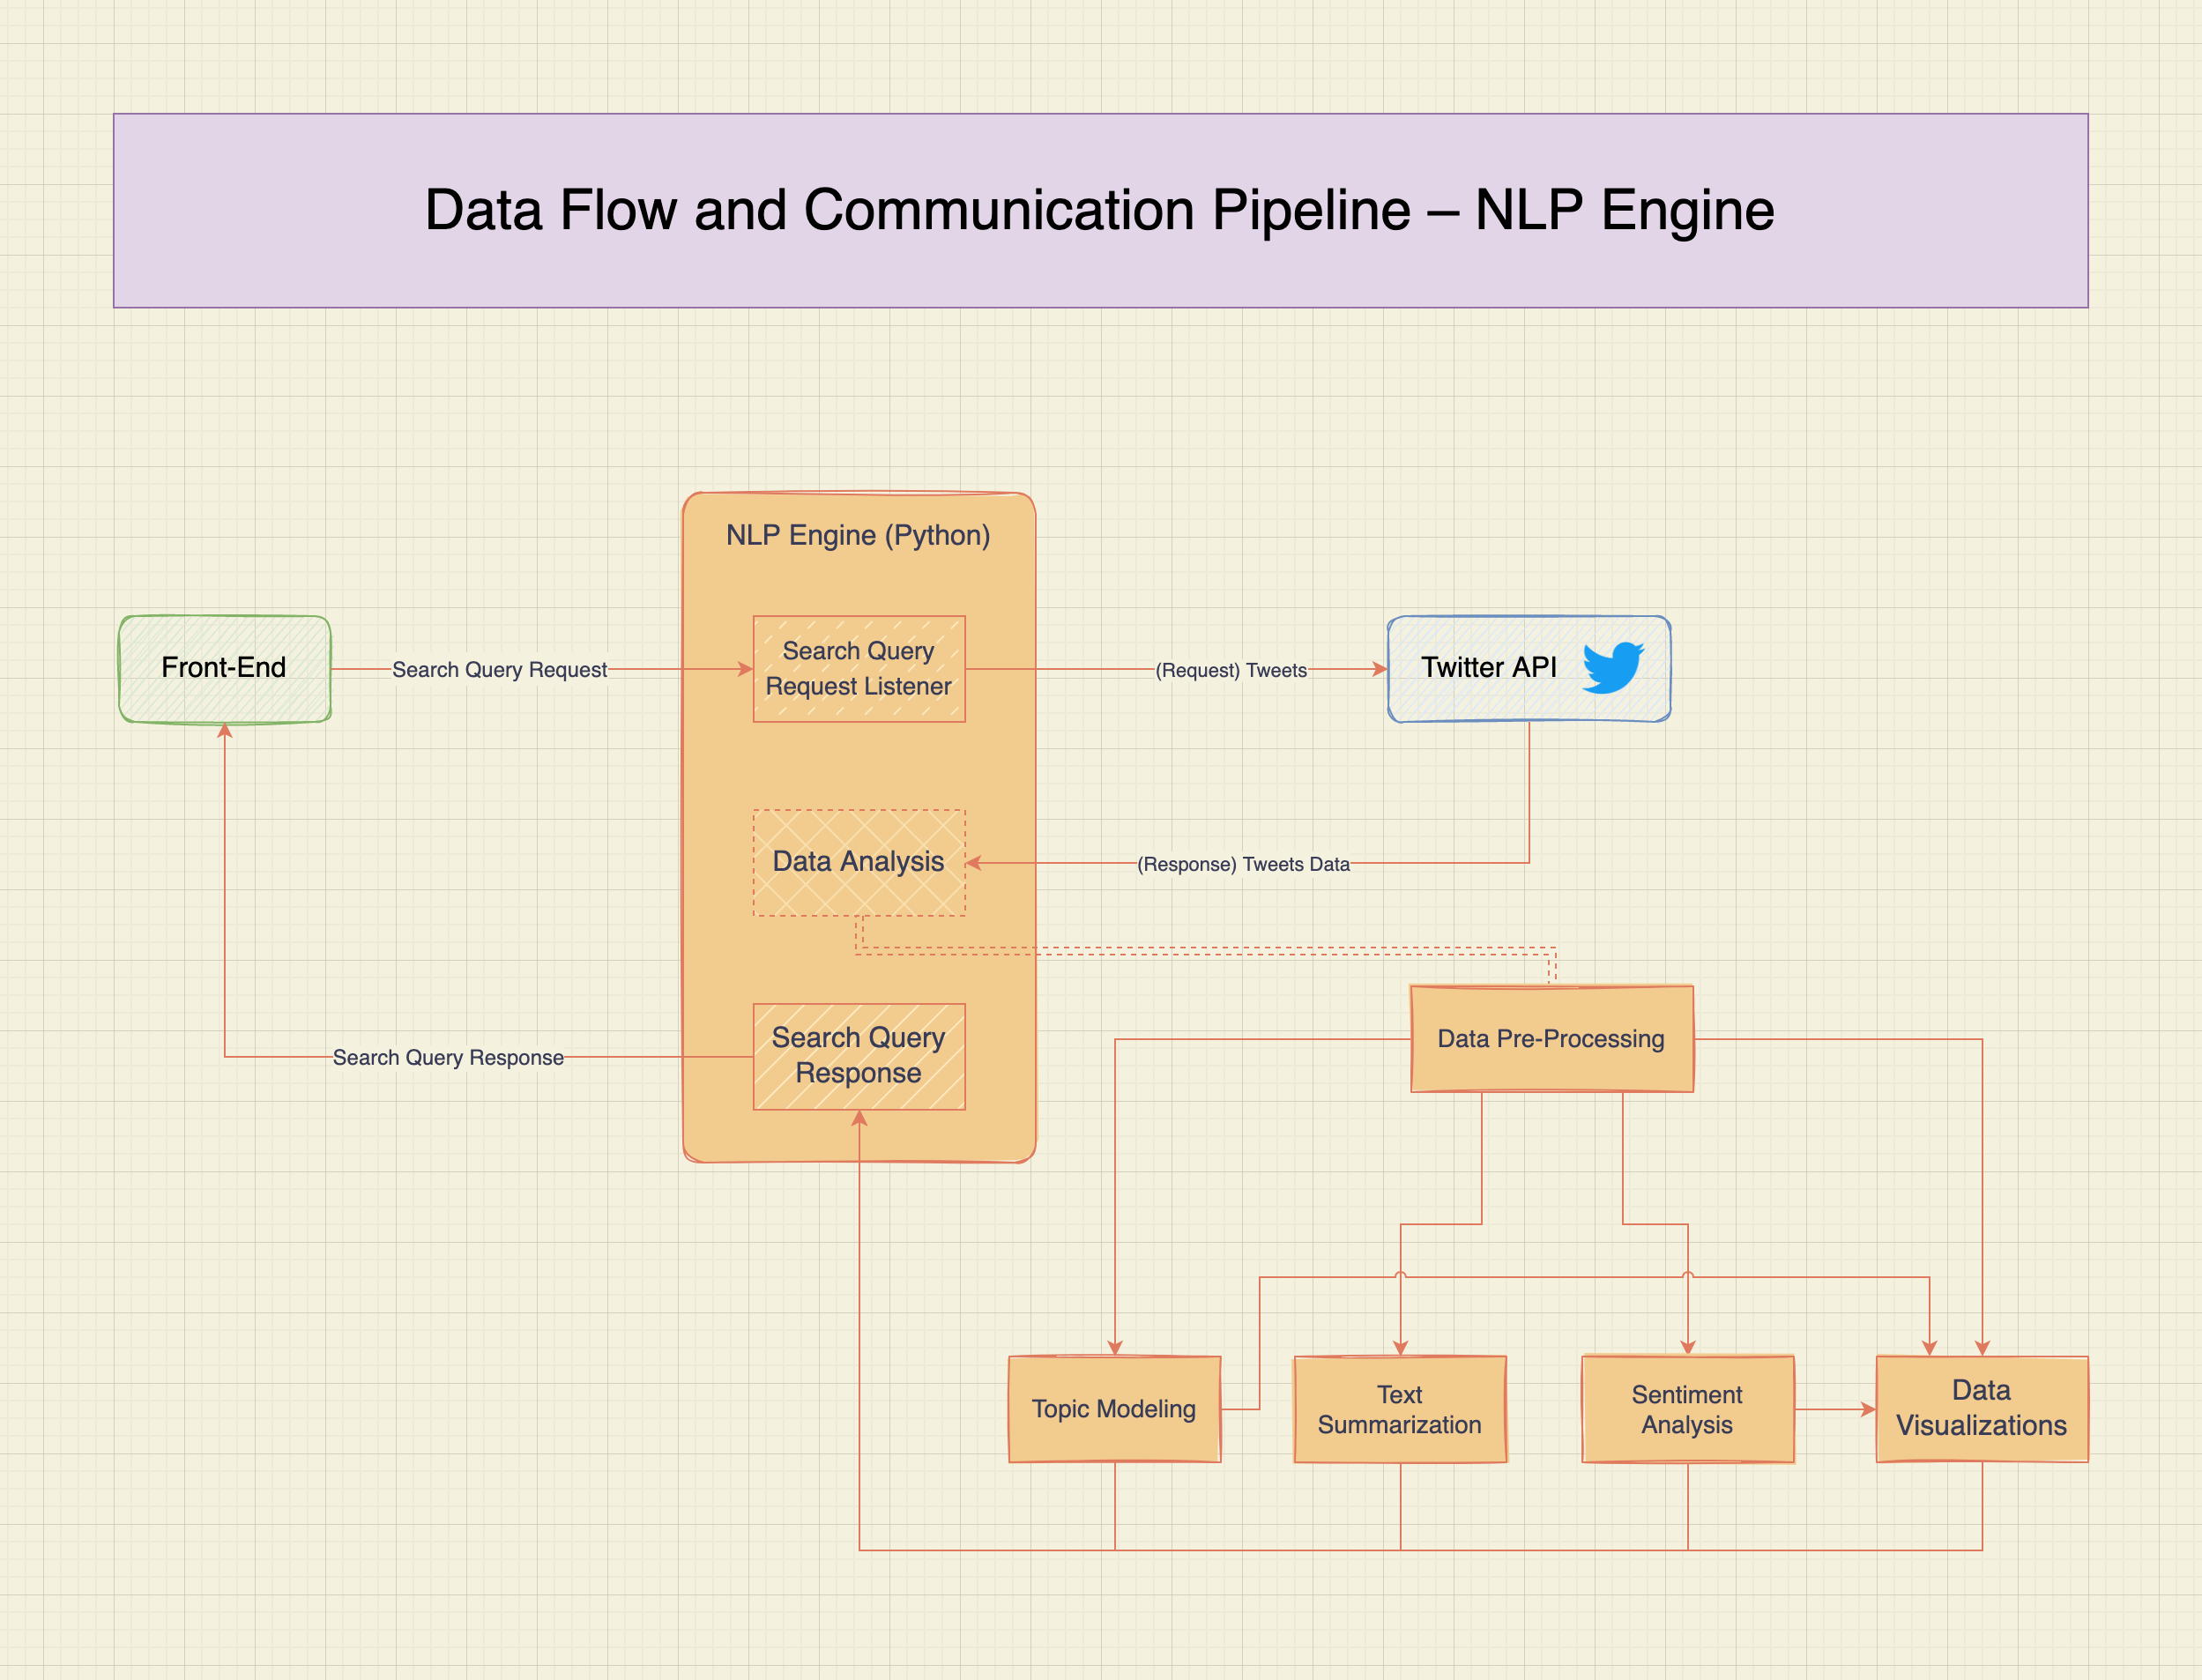 Data Flow and Communication Pipeline – NLP Engine
NLP Engine (Python)
Front-End
Search Query Request
Search Query
Request Listener
(Request) Tweets
Twitter API
Data Analysis
(Response) Tweets Data
Search Query
Response
Search Query Response
Data Pre-Processing
Topic Modeling
Text
Summarization
Sentiment
Analysis
Data
Visualizations